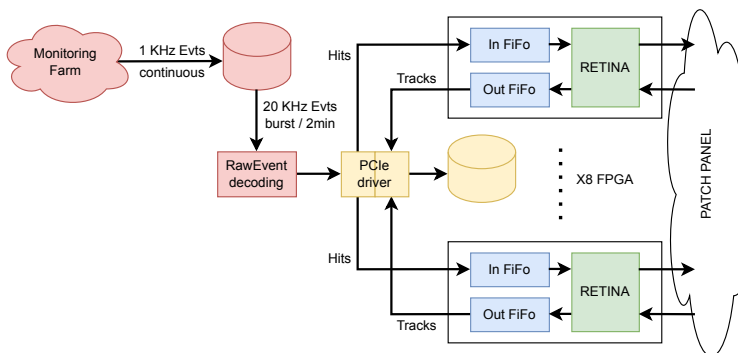 Monitoring
Farm
1 KHz Evts
continuous
20 KHz Evts
burst / 2min
RawEvent
decoding
PCIe
driver
Hits
Tracks
In FiFo
Out FiFo
RETINA
X8 FPGA
PATCH PANEL
Hits
Tracks
In FiFo
Out FiFo
RETINA